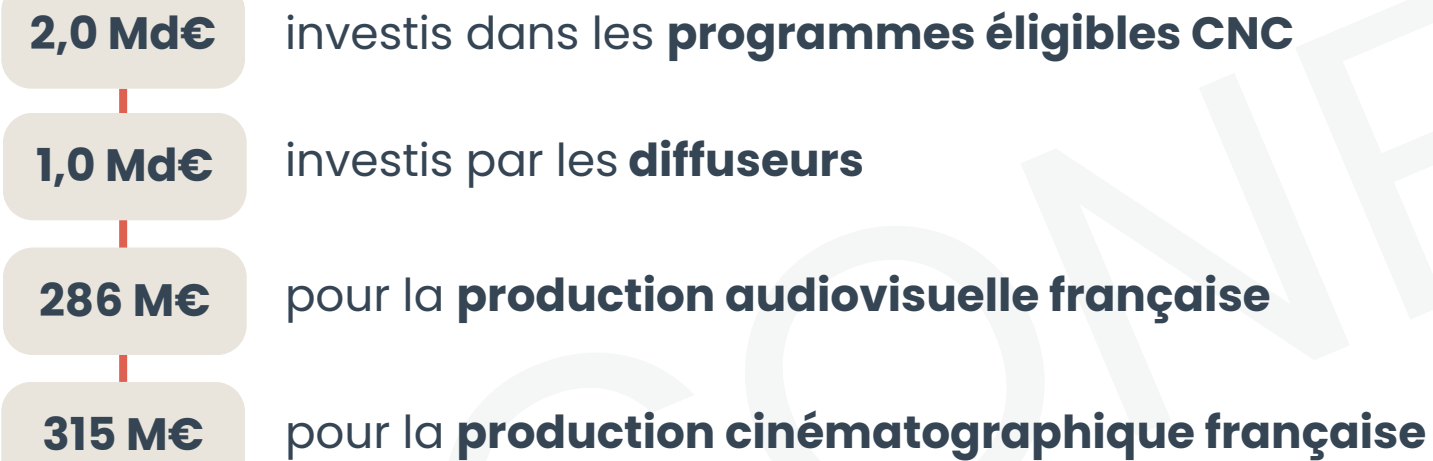 2,0 Md€ investis dans les programmes éligibles CNC
1,0 Md€ investis par les diffuseurs
286 M€ pour la production audiovisuelle française
315 M€ pour la production cinématographique française